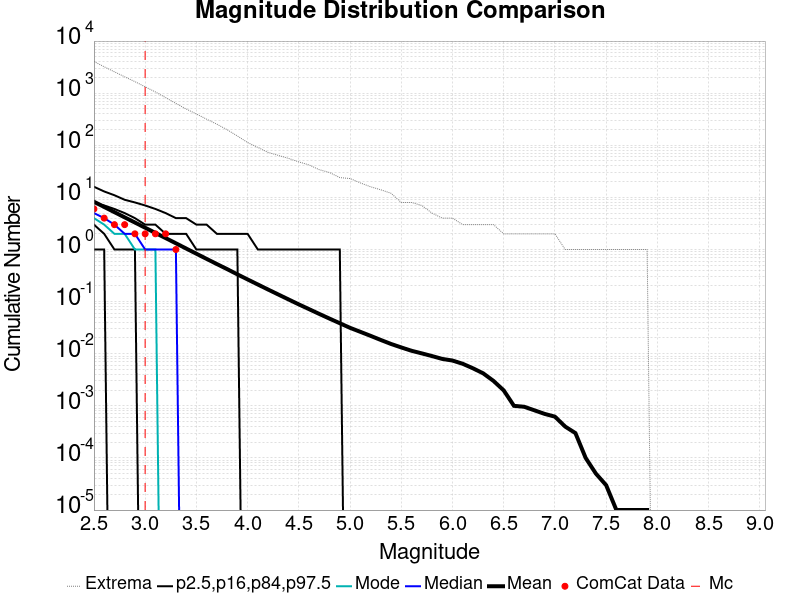 Magnitude Distribution Comparison
Cumulative Number
10^4
10^3
10^2
10^1
10^0
10^-1
10^-2
10^-3
10^-4
10^-5
2.5 3.0 3.5 4.0 4.5 5.0 5.5 6.0 6.5 7.0 7.5 8.0 8.5 9.0
Magnitude
Extrema p2.5,p16,p84,p97.5 Mode Median Mean ComCat Data Mc